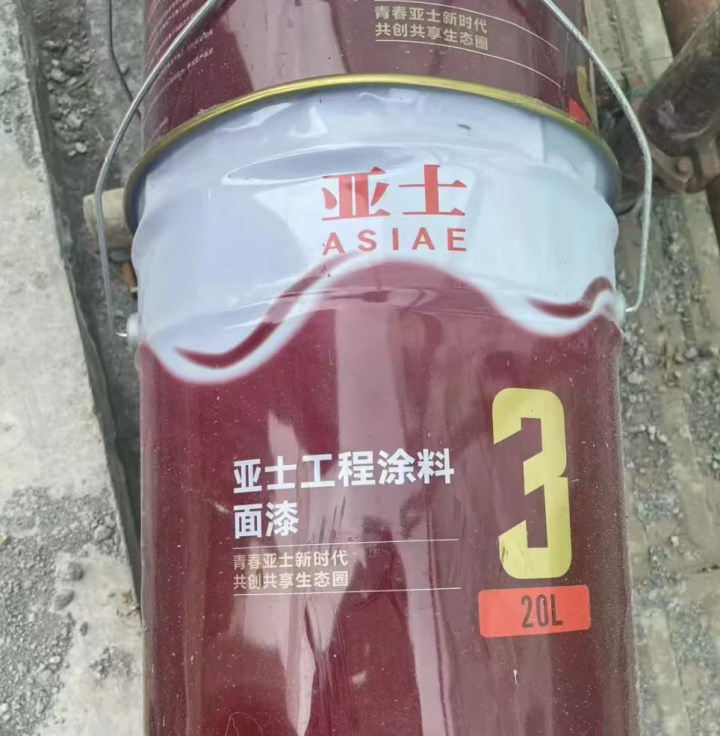 青春亚士新时代
共创共享生态圈
亚士
ASIAE
亚士工程涂料
面漆
青春亚士新时代
共创共享生态圈
3
20L